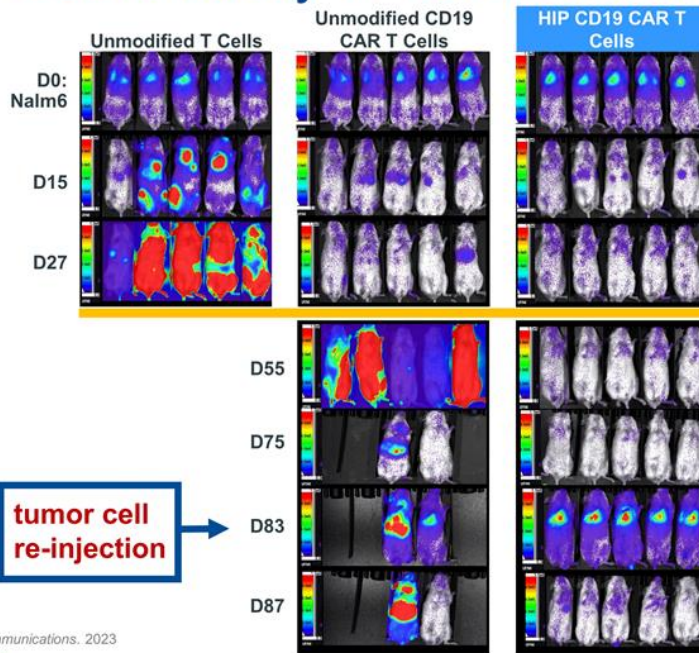 Unmodified T Cells
Unmodified CD19
CAR T Cells
HIP CD19 CAR T
Cells
D0:
Nalm6
D15
D27
D55
D75
tumor cell
re-injection
D83
D87
2023